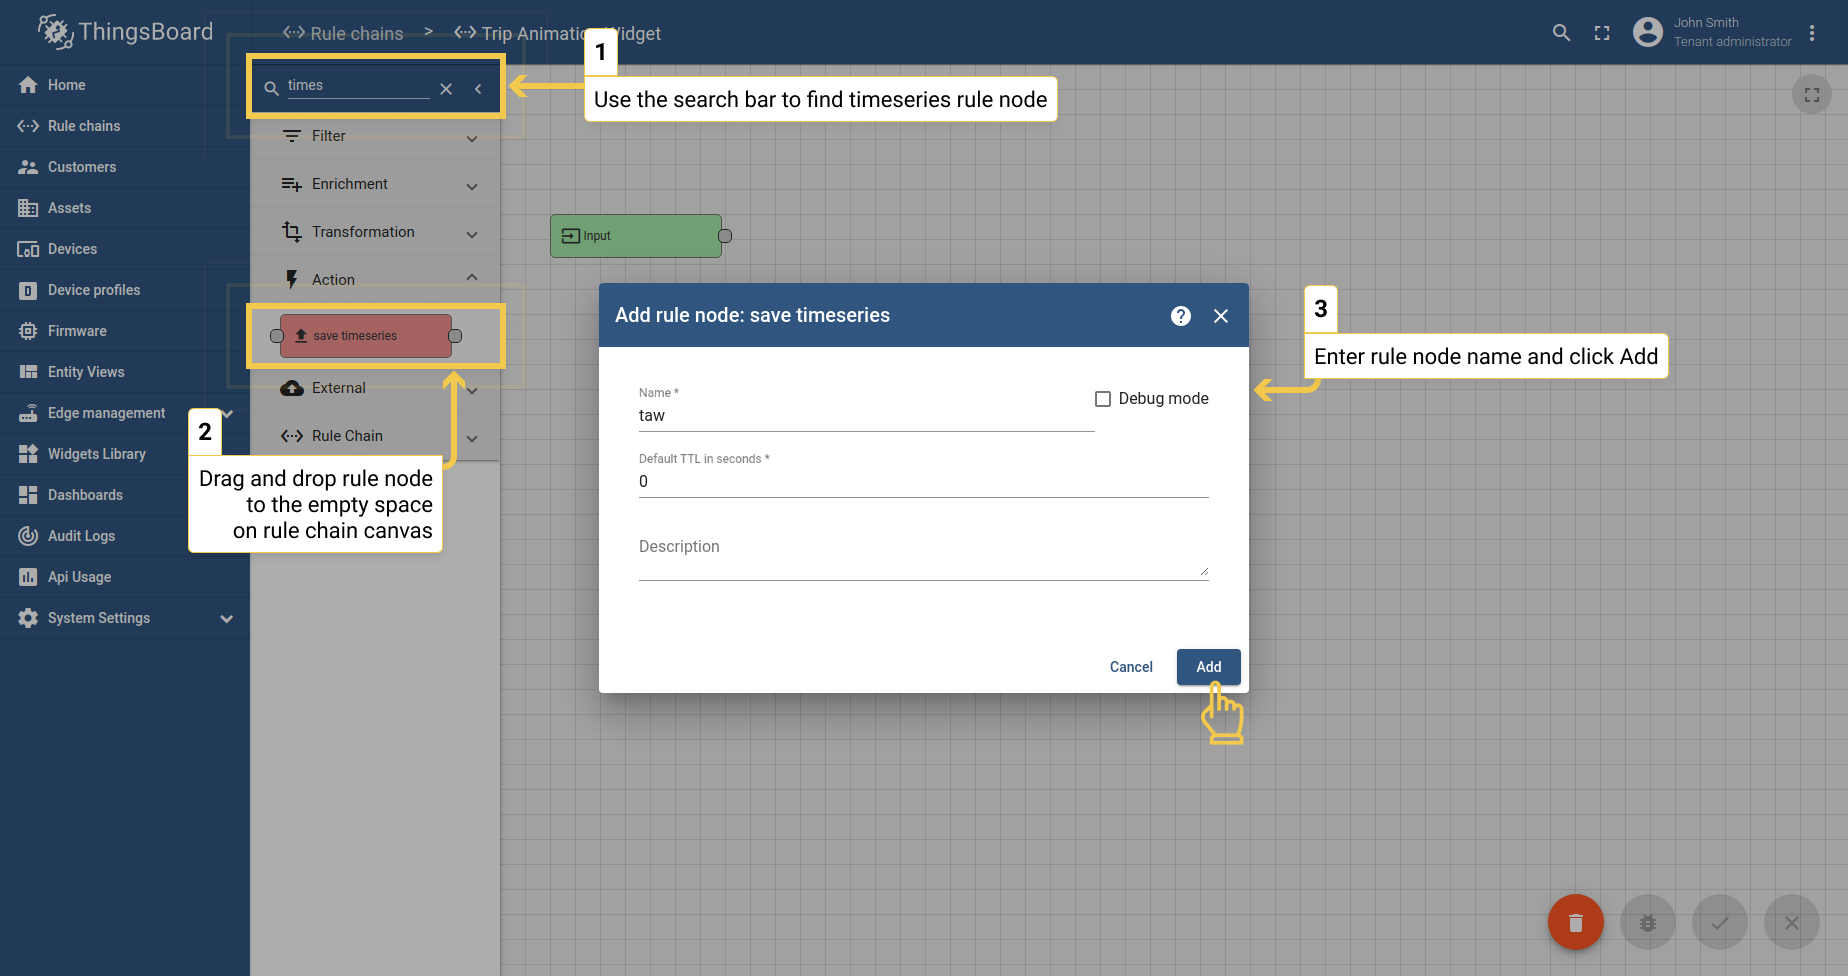 ThingsBoard
Rule chains > Trip Animatio
idget
John Smith
Tenant administrator
1
Use the search bar to find timeseries rule node
times
Home
Rule chains
Customers
Assets
Devices
Device profiles
Firmware
Entity Views
Edge management
Widgets Library
Dashboards
Audit Logs
Api Usage
System Settings
Filter
Enrichment
Transformation
Action
save timeseries
External
Rule Chain
2
Drag and drop rule node
to the empty space
on rule chain canvas
Input
Add rule node: save timeseries
?
Name *
taw
Debug mode
Default TTL in seconds *
0
Description
Cancel
Add
3
Enter rule node name and click Add